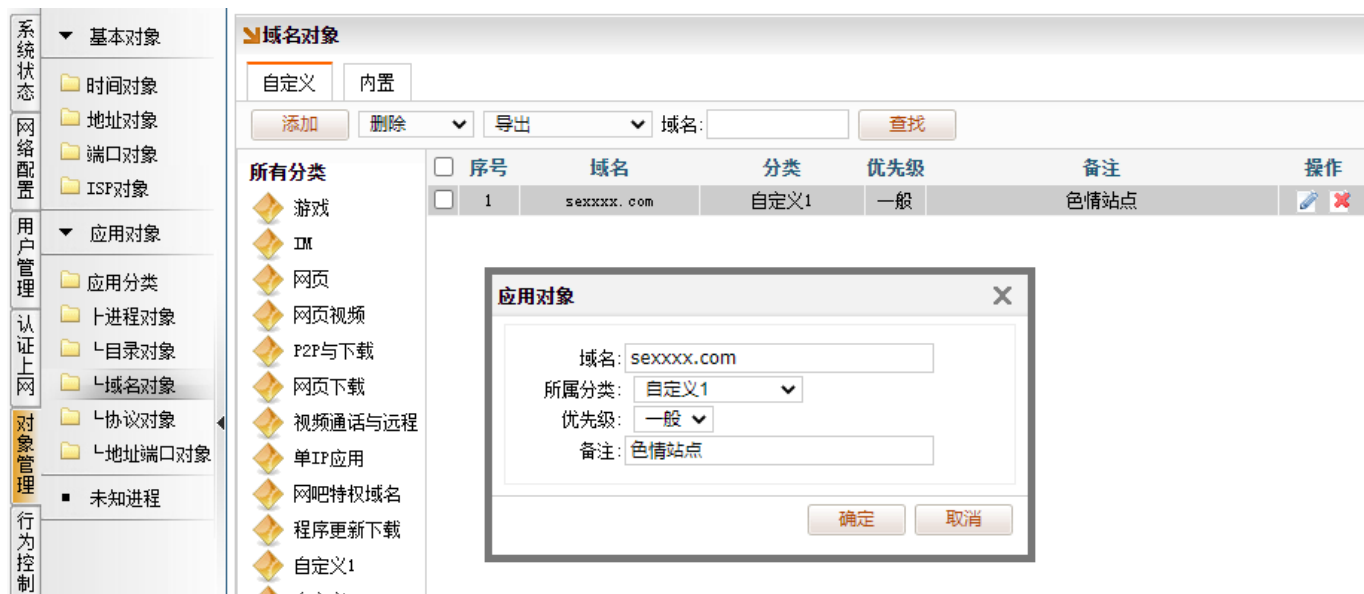 系统状态
网络配置
用户管理
认证上网
对象管理
行为控制
▼ 基本对象
时间对象
地址对象
端口对象
ISP对象
▼ 应用对象
应用分类
├进程对象
└目录对象
└域名对象
└协议对象
└地址端口对象
■ 未知进程
域名对象
自定义 内置
添加 删除 导出 域名: 查找
所有分类
游戏
IM
网页
网页视频
P2P与下载
网页下载
视频通话与远程
单IP应用
网吧特权域名
程序更新下载
自定义1
序号 域名 分类 优先级 备注 操作
1 sexxxx.com 自定义1 一般 色情站点
应用对象
域名: sexxxx.com
所属分类: 自定义1
优先级: 一般
备注: 色情站点
确定 取消